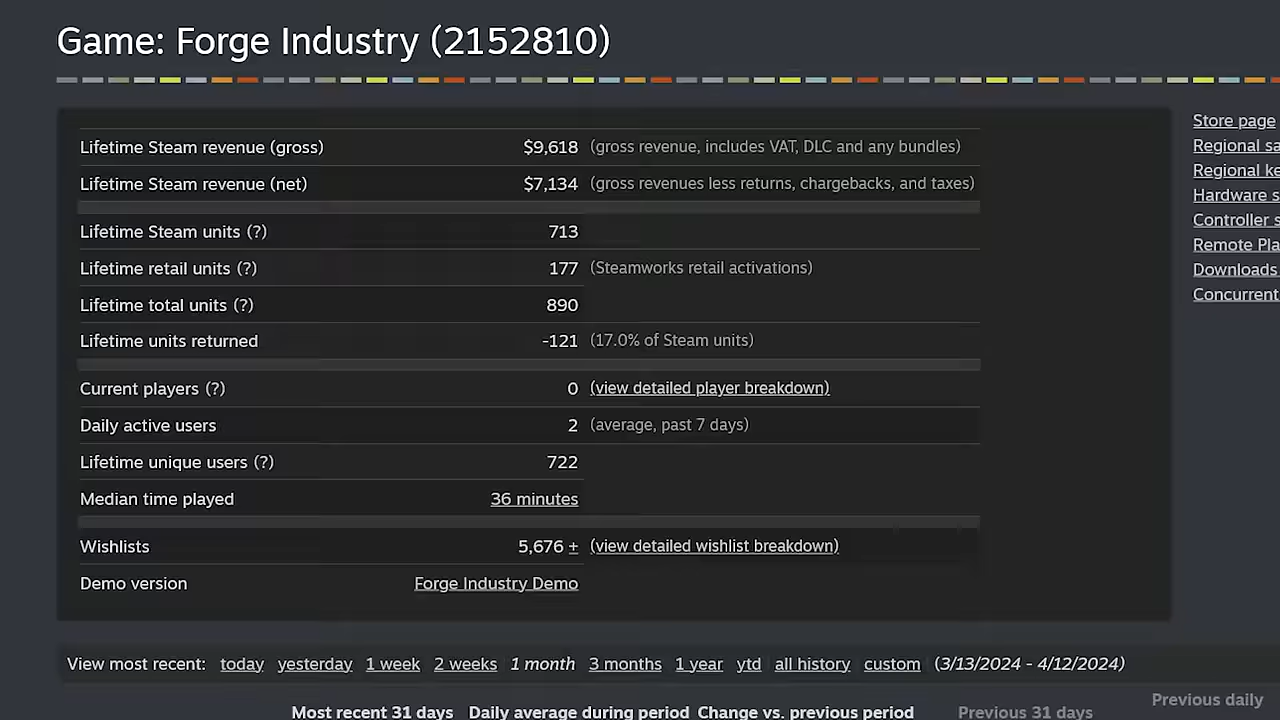 Game: Forge Industry (2152810)
Store page
Lifetime Steam revenue (gross) $9,618 (gross revenue, includes VAT, DLC and any bundles)
Regional
Lifetime Steam revenue (net) $7,134 (gross revenues less returns, chargebacks, and taxes)
Regional
Hardware
Lifetime Steam units (?) 713
Controller
Remote
Lifetime retail units (?) 177 (Steamworks retail activations)
Downloads
Concurrent
Lifetime total units (?) 890
Lifetime units returned -121 (17.0% of Steam units)
Current players (?) 0 (view detailed player breakdown)
Daily active users 2 (average, past 7 days)
Lifetime unique users (?) 722
Median time played 36 minutes
Wishlists 5,676 ± (view detailed wishlist breakdown)
Demo version Forge Industry Demo
View most recent: today yesterday 1 week 2 weeks 1 month 3 months 1 year ytd all history custom (3/13/2024 - 4/12/2024)
Previous daily
Most recent 31 days Daily average during period Change vs. previous period Previous 31 days